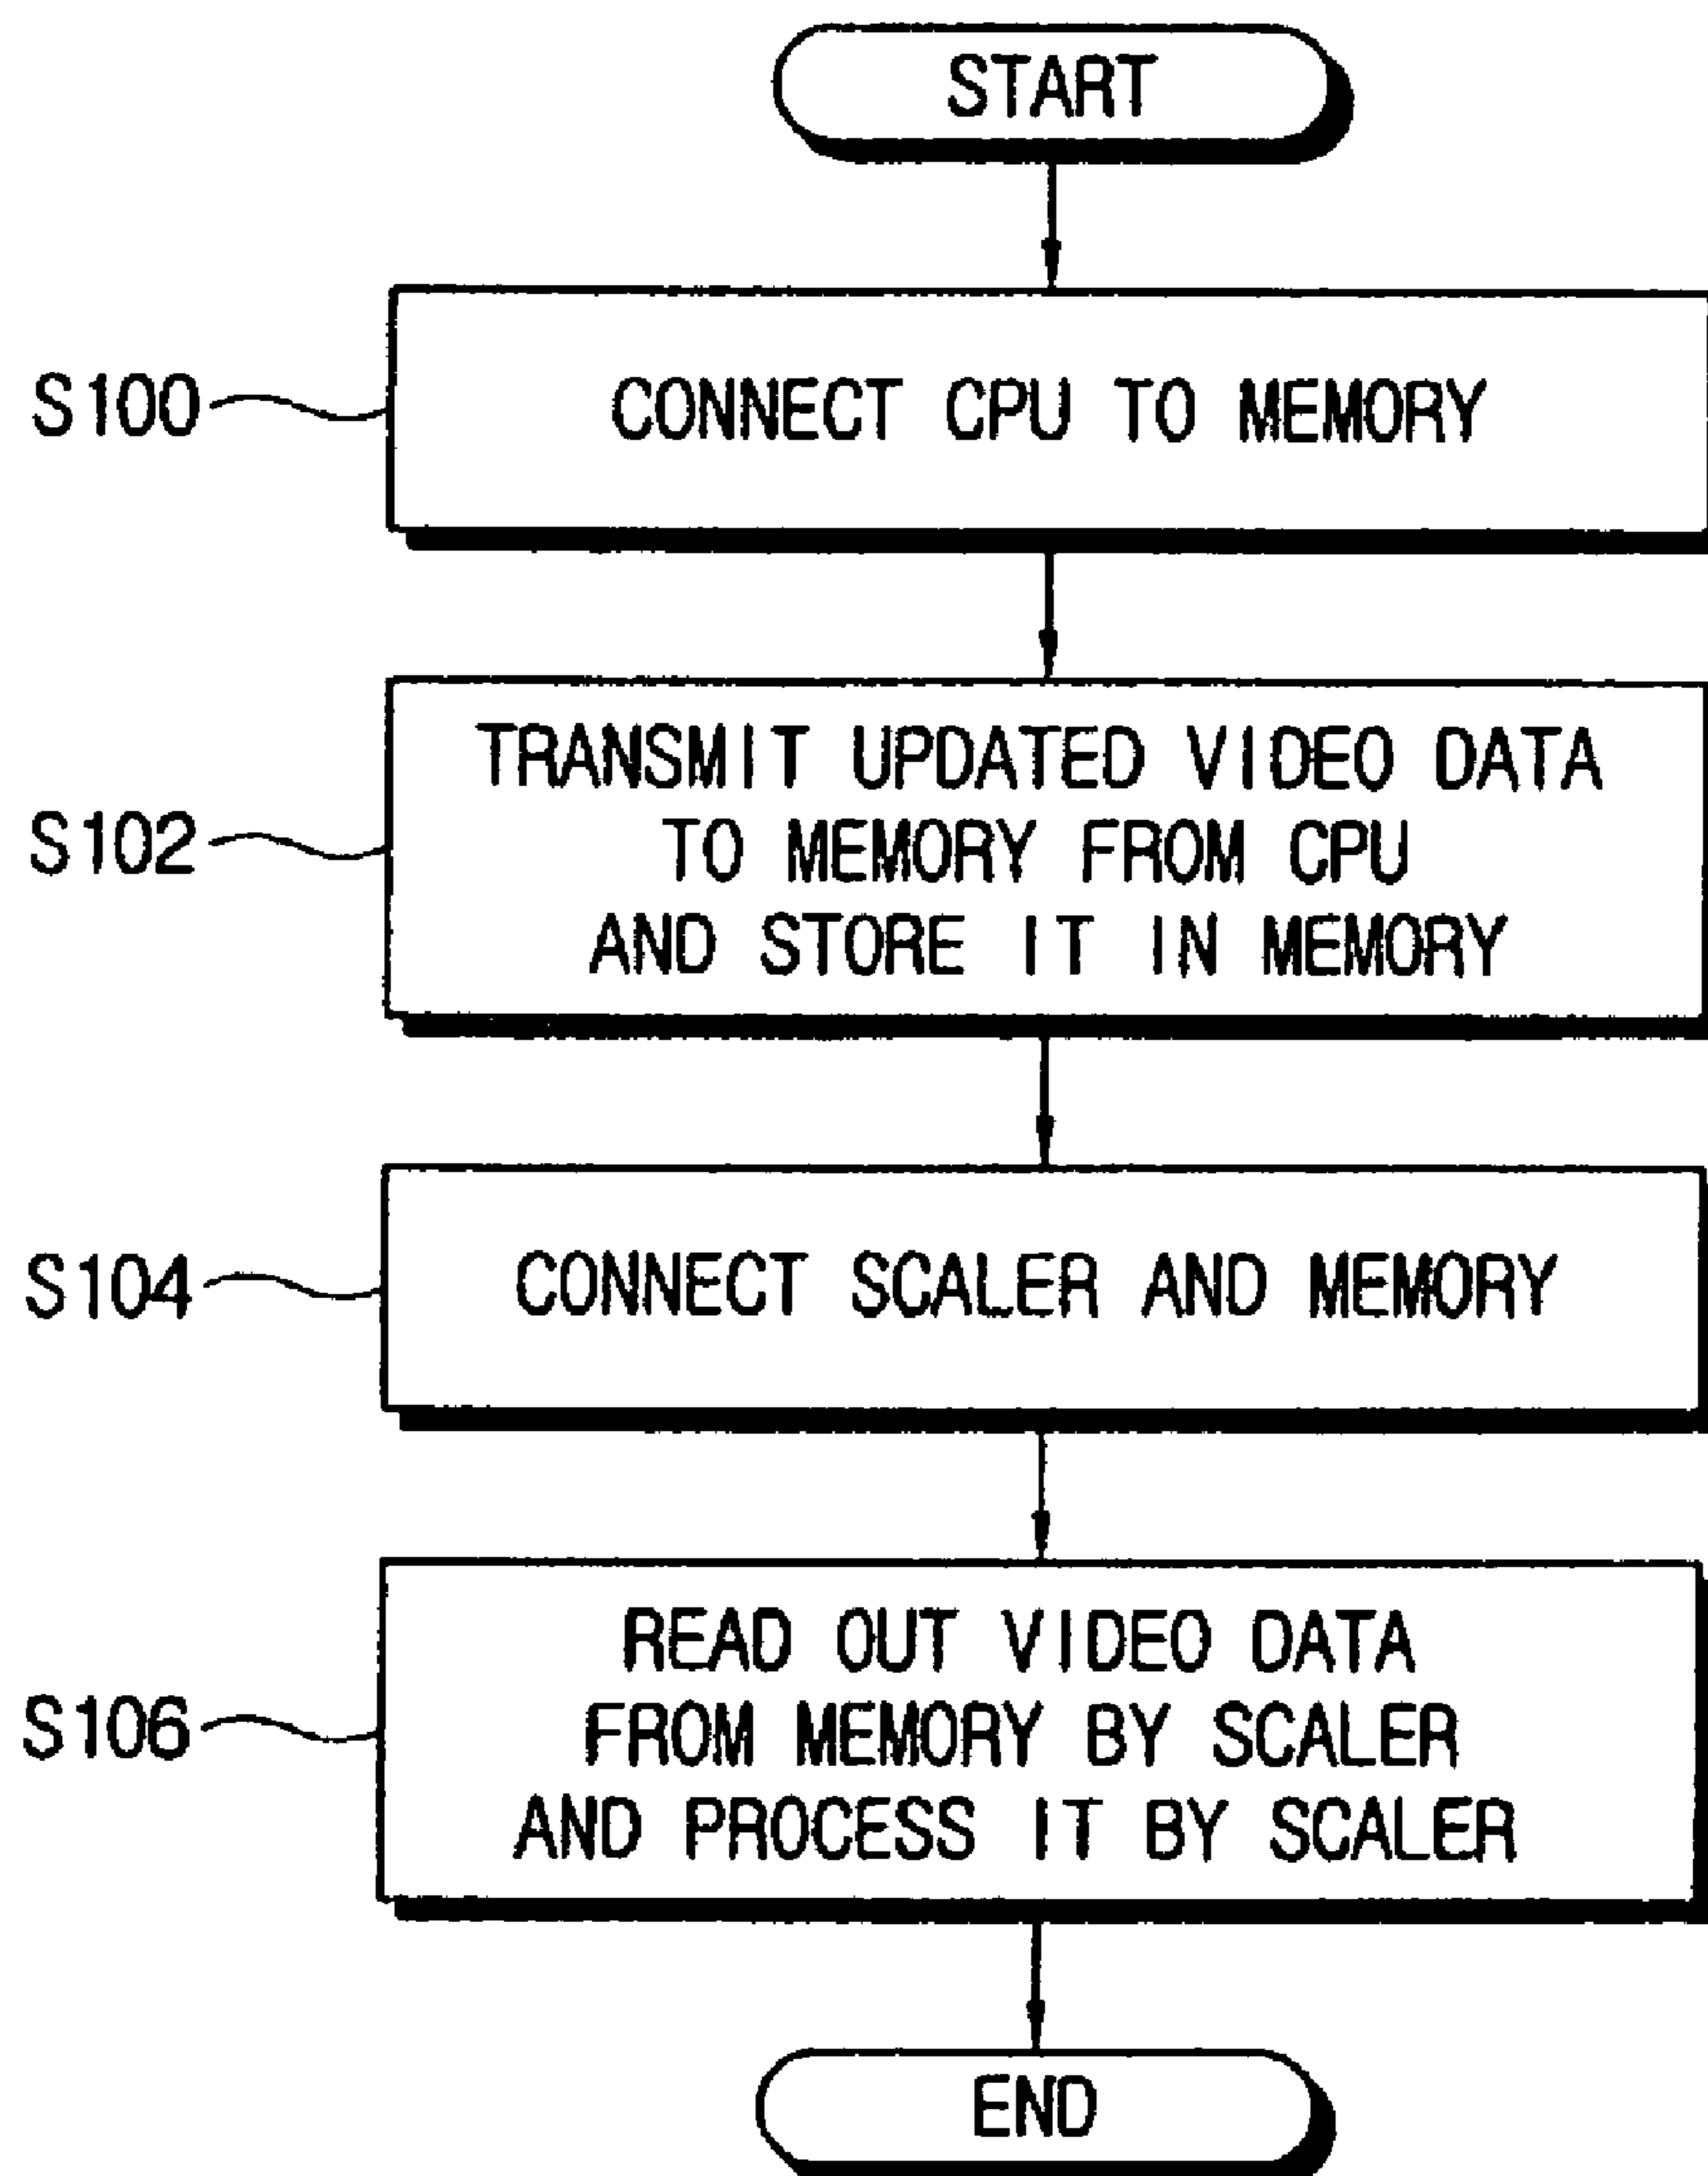 START
S100
CONNECT CPU TO MEMORY
S102
TRANSMIT UPDATED VIDEO DATA
TO MEMORY FROM CPU
AND STORE IT IN MEMORY
S104
CONNECT SCALER AND MEMORY
S106
READ OUT VIDEO DATA
FROM MEMORY BY SCALER
AND PROCESS IT BY SCALER
END